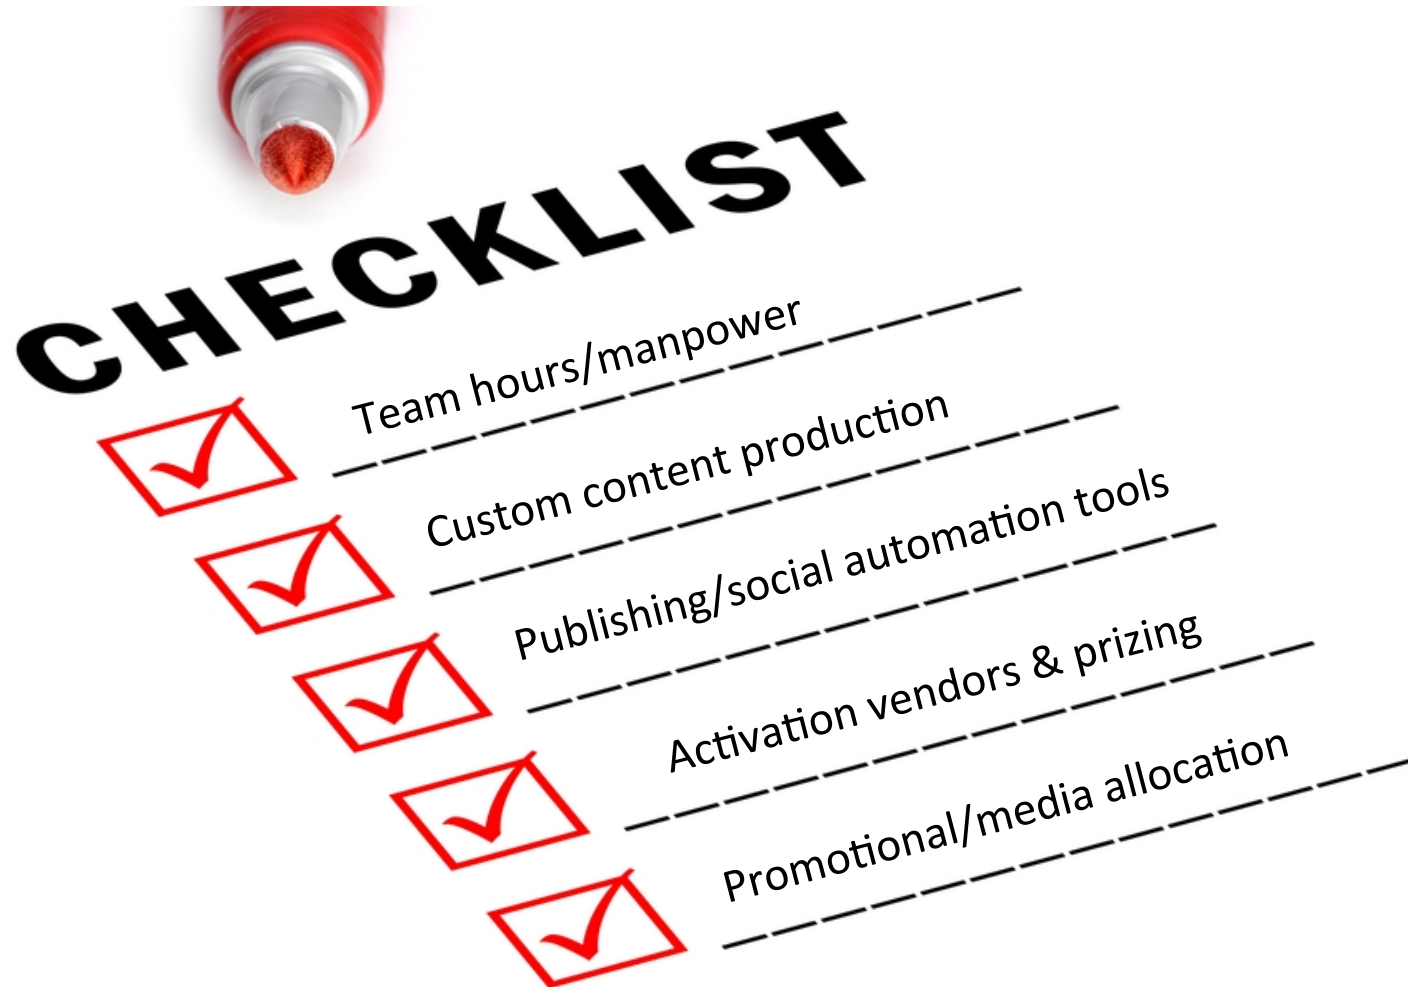 CHECKLIST
Team hours/manpower
Custom content production
Publishing/social automation tools
Activation vendors & prizing
Promotional/media allocation